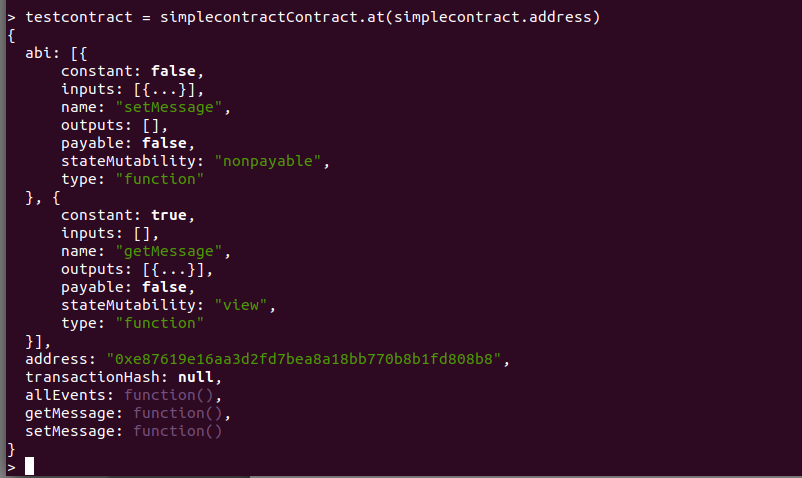 > testcontract = simplecontractContract.at(simplecontract.address)
{
  abi: [{
      constant: false,
      inputs: [{...}],
      name: "setMessage",
      outputs: [],
      payable: false,
      stateMutability: "nonpayable",
      type: "function"
  }, {
      constant: true,
      inputs: [],
      name: "getMessage",
      outputs: [{...}],
      payable: false,
      stateMutability: "view",
      type: "function"
  }],
  address: "0xe87619e16aa3d2fd7bea8a18bb770b8b1fd808b8",
  transactionHash: null,
  allEvents: function(),
  getMessage: function(),
  setMessage: function()
}
>